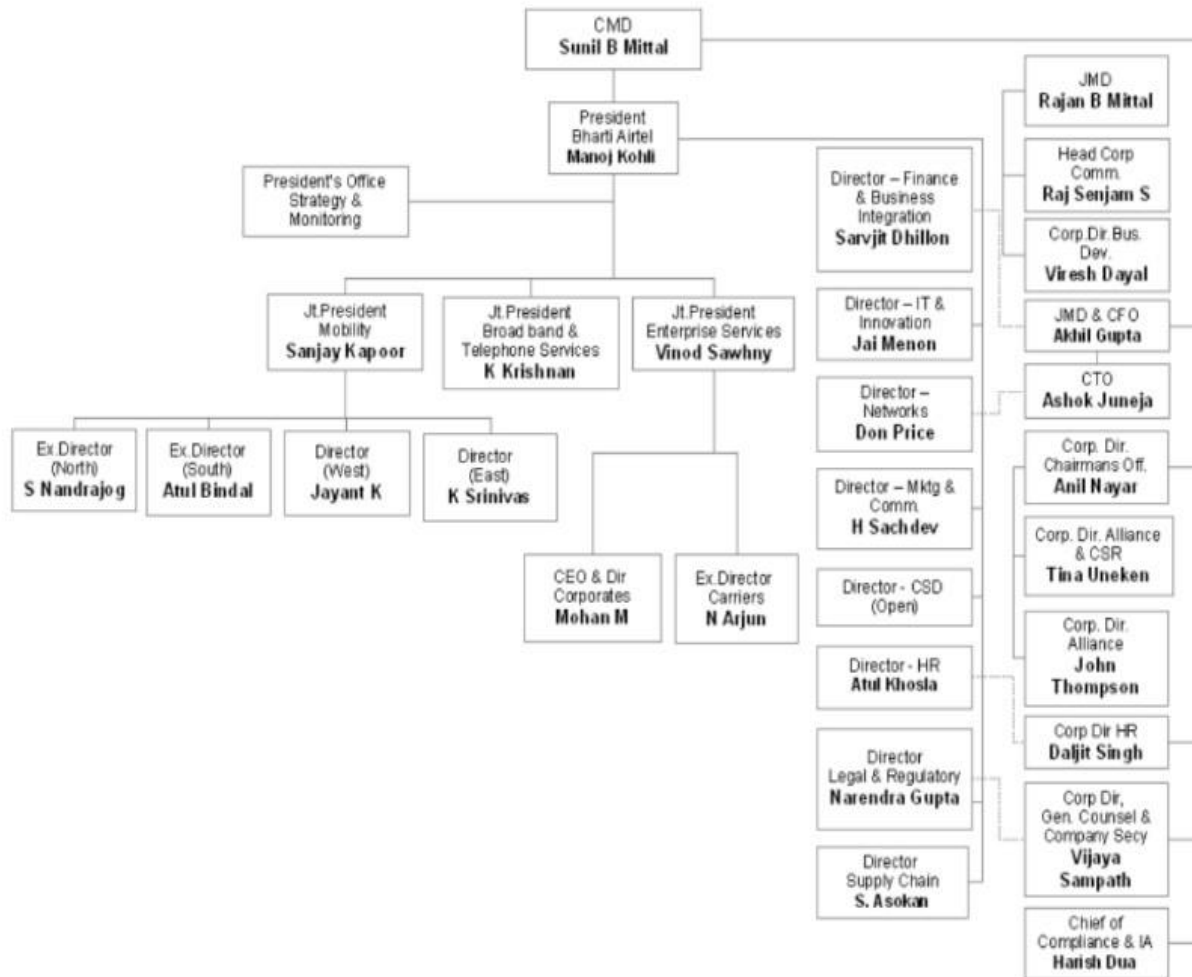 CMD
Sunil B Mittal
President
Bharti Airtel
Manoj Kohli
President's Office
Strategy &
Monitoring
Jt.President
Mobility
Sanjay Kapoor
Jt.President
Broad band &
Telephone Services
K Krishnan
Jt.President
Enterprise Services
Vinod Sawhny
Ex.Director
(North)
S Nandrajog
Ex.Director
(South)
Atul Bindal
Director
(West)
Jayant K
Director
(East)
K Srinivas
CEO & Dir
Corporates
Mohan M
Ex.Director
Carriers
N Arjun
Director – Finance
& Business
Integration
Sarvjit Dhillon
Director – IT &
Innovation
Jai Menon
Director –
Networks
Don Price
Director – Mktg &
Comm.
H Sachdev
Director - CSD
(Open)
Director - HR
Atul Khosla
Director
Legal & Regulatory
Narendra Gupta
Director
Supply Chain
S. Asokan
JMD
Rajan B Mittal
Head Corp
Comm.
Raj Senjam S
Corp.Dir.Bus.
Dev.
Viresh Dayal
JMD & CFO
Akhil Gupta
CTO
Ashok Juneja
Corp. Dir.
Chairmans Off.
Anil Nayar
Corp. Dir. Alliance
& CSR
Tina Uneken
Corp. Dir.
Alliance
John
Thompson
Corp Dir HR
Daljit Singh
Corp Dir,
Gen. Counsel &
Company Secy
Vijaya
Sampath
Chief of
Compliance & IA
Harish Dua